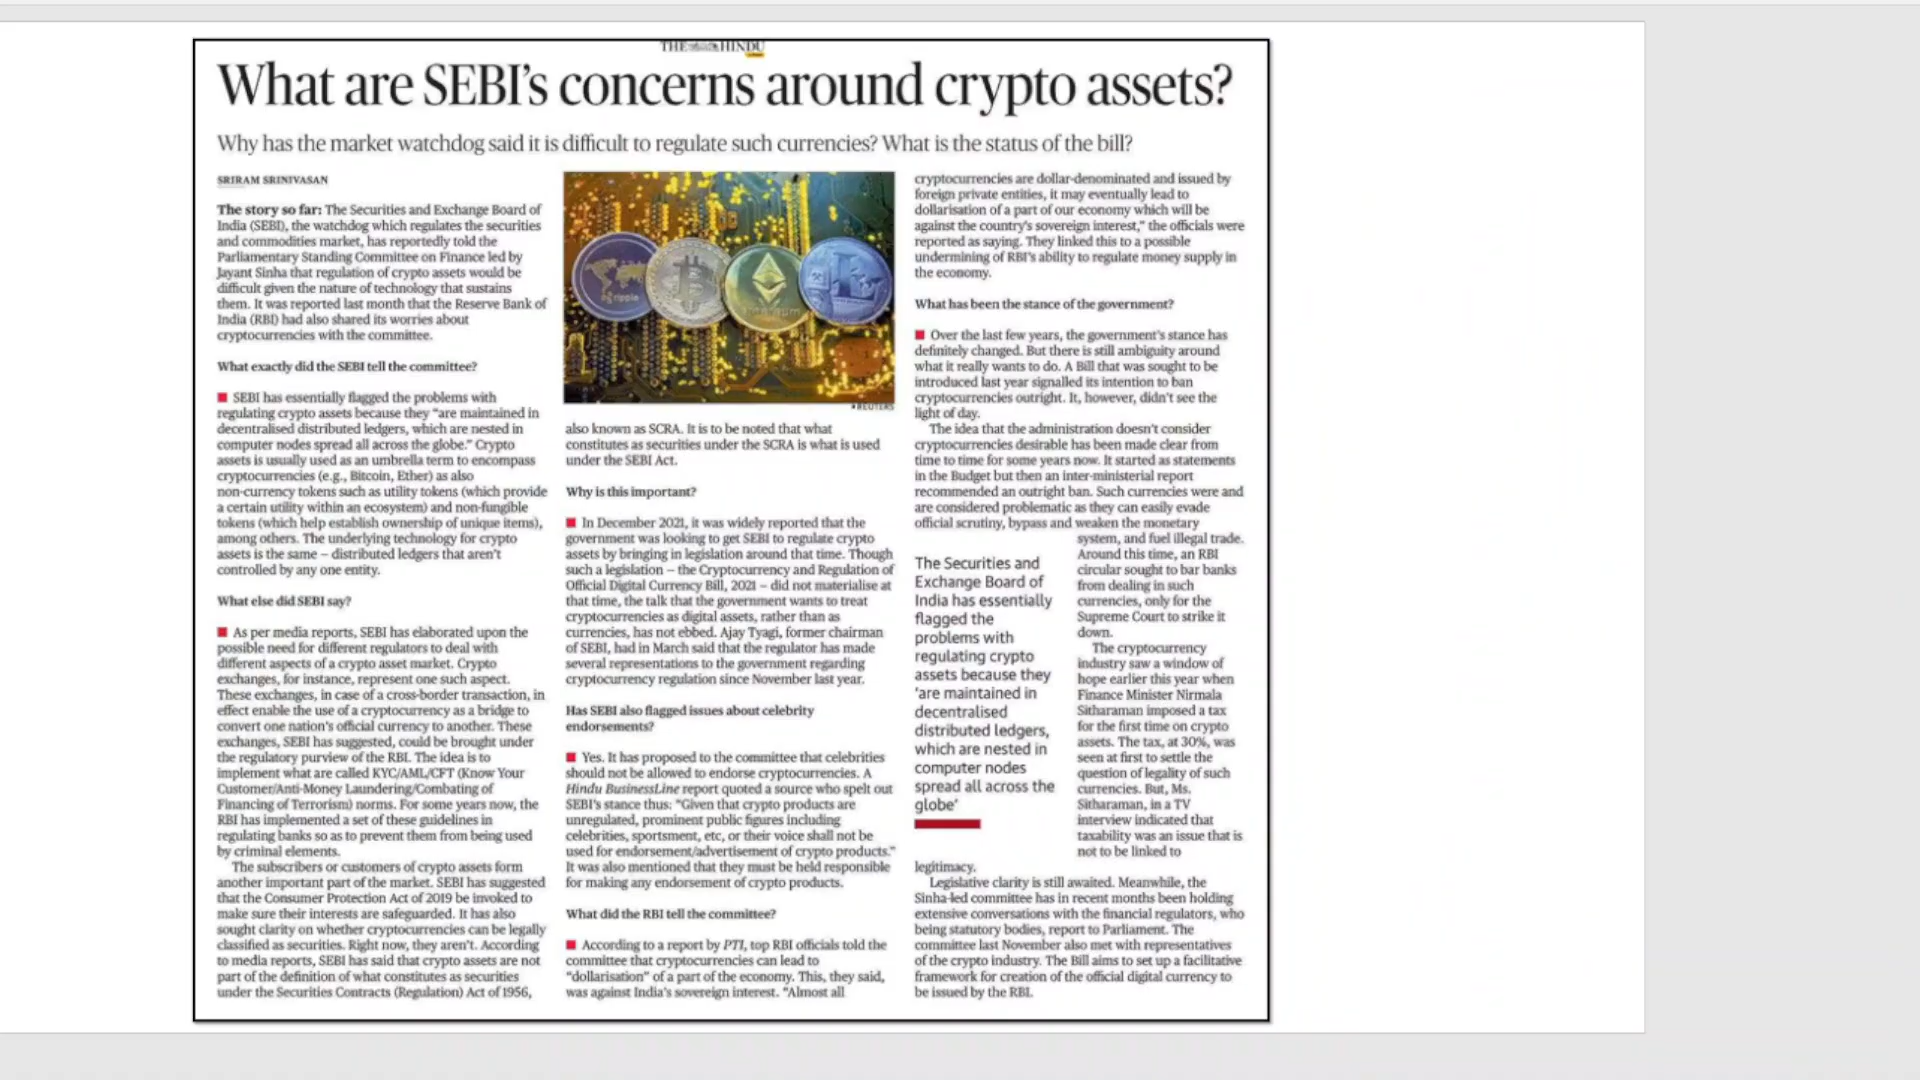 THE HINDU
What are SEBI's concerns around crypto assets?
Why has the market watchdog said it is difficult to regulate such currencies? What is the status of the bill?
SRIRAM SRINIVASAN
The story so far: The Securities and Exchange Board of
India (SEBI), the watchdog which regulates the securities
and commodities market, has reportedly told the
Parliamentary Standing Committee on Finance led by
Jayant Sinha that regulation of crypto assets would be
difficult given the nature of technology that sustains
them. It was reported last month that the Reserve Bank of
India (RBI) had also shared its worries about
cryptocurrencies with the committee.
What exactly did the SEBI tell the committee?
■ SEBI has essentially flagged the problems with
regulating crypto assets because they “are maintained in
decentralised distributed ledgers, which are nested in
computer nodes spread all across the globe.” Crypto
assets is usually used as an umbrella term to encompass
cryptocurrencies (e.g., Bitcoin, Ether) as also
non-currency tokens such as utility tokens (which provide
a certain utility within an ecosystem) and non-fungible
tokens (which help establish ownership of unique items),
among others. The underlying technology for crypto
assets is the same – distributed ledgers that aren’t
controlled by any one entity.
What else did SEBI say?
■ As per media reports, SEBI has elaborated upon the
possible need for different regulators to deal with
different aspects of a crypto asset market. Crypto
exchanges, for instance, represent one such aspect.
These exchanges, in case of a cross-border transaction, in
effect enable the use of a cryptocurrency as a bridge to
convert one nation’s official currency to another. These
exchanges, SEBI has suggested, could be brought under
the regulatory purview of the RBI. The idea is to
implement what are called KYC/AML/CFT (Know Your
Customer/Anti-Money Laundering/Combating of
Financing of Terrorism) norms. For some years now, the
RBI has implemented a set of these guidelines in
regulating banks so as to prevent them from being used
by criminal elements.
The subscribers or customers of crypto assets form
another important part of the market. SEBI has suggested
that the Consumer Protection Act of 2019 be invoked to
make sure their interests are safeguarded. It has also
sought clarity on whether cryptocurrencies can be legally
classified as securities. Right now, they aren’t. According
to media reports, SEBI has said that crypto assets are not
part of the definition of what constitutes as securities
under the Securities Contracts (Regulation) Act of 1956,
ripple
REUTERS
also known as SCRA. It is to be noted that what
constitutes as securities under the SCRA is what is used
under the SEBI Act.
Why is this important?
■ In December 2021, it was widely reported that the
government was looking to get SEBI to regulate crypto
assets by bringing in legislation around that time. Though
such a legislation – the Cryptocurrency and Regulation of
Official Digital Currency Bill, 2021 – did not materialise at
that time, the talk that the government wants to treat
cryptocurrencies as digital assets, rather than as
currencies, has not ebbed. Ajay Tyagi, former chairman
of SEBI, had in March said that the regulator has made
several representations to the government regarding
cryptocurrency regulation since November last year.
Has SEBI also flagged issues about celebrity
endorsements?
■ Yes. It has proposed to the committee that celebrities
should not be allowed to endorse cryptocurrencies. A
Hindu BusinessLine report quoted a source who spelt out
SEBI’s stance thus: “Given that crypto products are
unregulated, prominent public figures including
celebrities, sportsment, etc, or their voice shall not be
used for endorsement/advertisement of crypto products.”
It was also mentioned that they must be held responsible
for making any endorsement of crypto products.
What did the RBI tell the committee?
■ According to a report by PTI, top RBI officials told the
committee that cryptocurrencies can lead to
“dollarisation” of a part of the economy. This, they said,
was against India’s sovereign interest. “Almost all
cryptocurrencies are dollar-denominated and issued by
foreign private entities, it may eventually lead to
dollarisation of a part of our economy which will be
against the country’s sovereign interest,” the officials were
reported as saying. They linked this to a possible
undermining of RBI’s ability to regulate money supply in
the economy.
What has been the stance of the government?
■ Over the last few years, the government’s stance has
definitely changed. But there is still ambiguity around
what it really wants to do. A Bill that was sought to be
introduced last year signalled its intention to ban
cryptocurrencies outright. It, however, didn’t see the
light of day.
The idea that the administration doesn’t consider
cryptocurrencies desirable has been made clear from
time to time for some years now. It started as statements
in the Budget but then an inter-ministerial report
recommended an outright ban. Such currencies were and
are considered problematic as they can easily evade
official scrutiny, bypass and weaken the monetary
system, and fuel illegal trade.
Around this time, an RBI
circular sought to bar banks
from dealing in such
currencies, only for the
Supreme Court to strike it
down.
The cryptocurrency
industry saw a window of
hope earlier this year when
Finance Minister Nirmala
Sitharaman imposed a tax
for the first time on crypto
assets. The tax, at 30%, was
seen at first to settle the
question of legality of such
currencies. But, Ms.
Sitharaman, in a TV
interview indicated that
taxability was an issue that is
not to be linked to
legitimacy.
Legislative clarity is still awaited. Meanwhile, the
Sinha-led committee has in recent months been holding
extensive conversations with the financial regulators, who
being statutory bodies, report to Parliament. The
committee last November also met with representatives
of the crypto industry. The Bill aims to set up a facilitative
framework for creation of the official digital currency to
be issued by the RBI.
The Securities and
Exchange Board of
India has essentially
flagged the
problems with
regulating crypto
assets because they
‘are maintained in
decentralised
distributed ledgers,
which are nested in
computer nodes
spread all across the
globe’